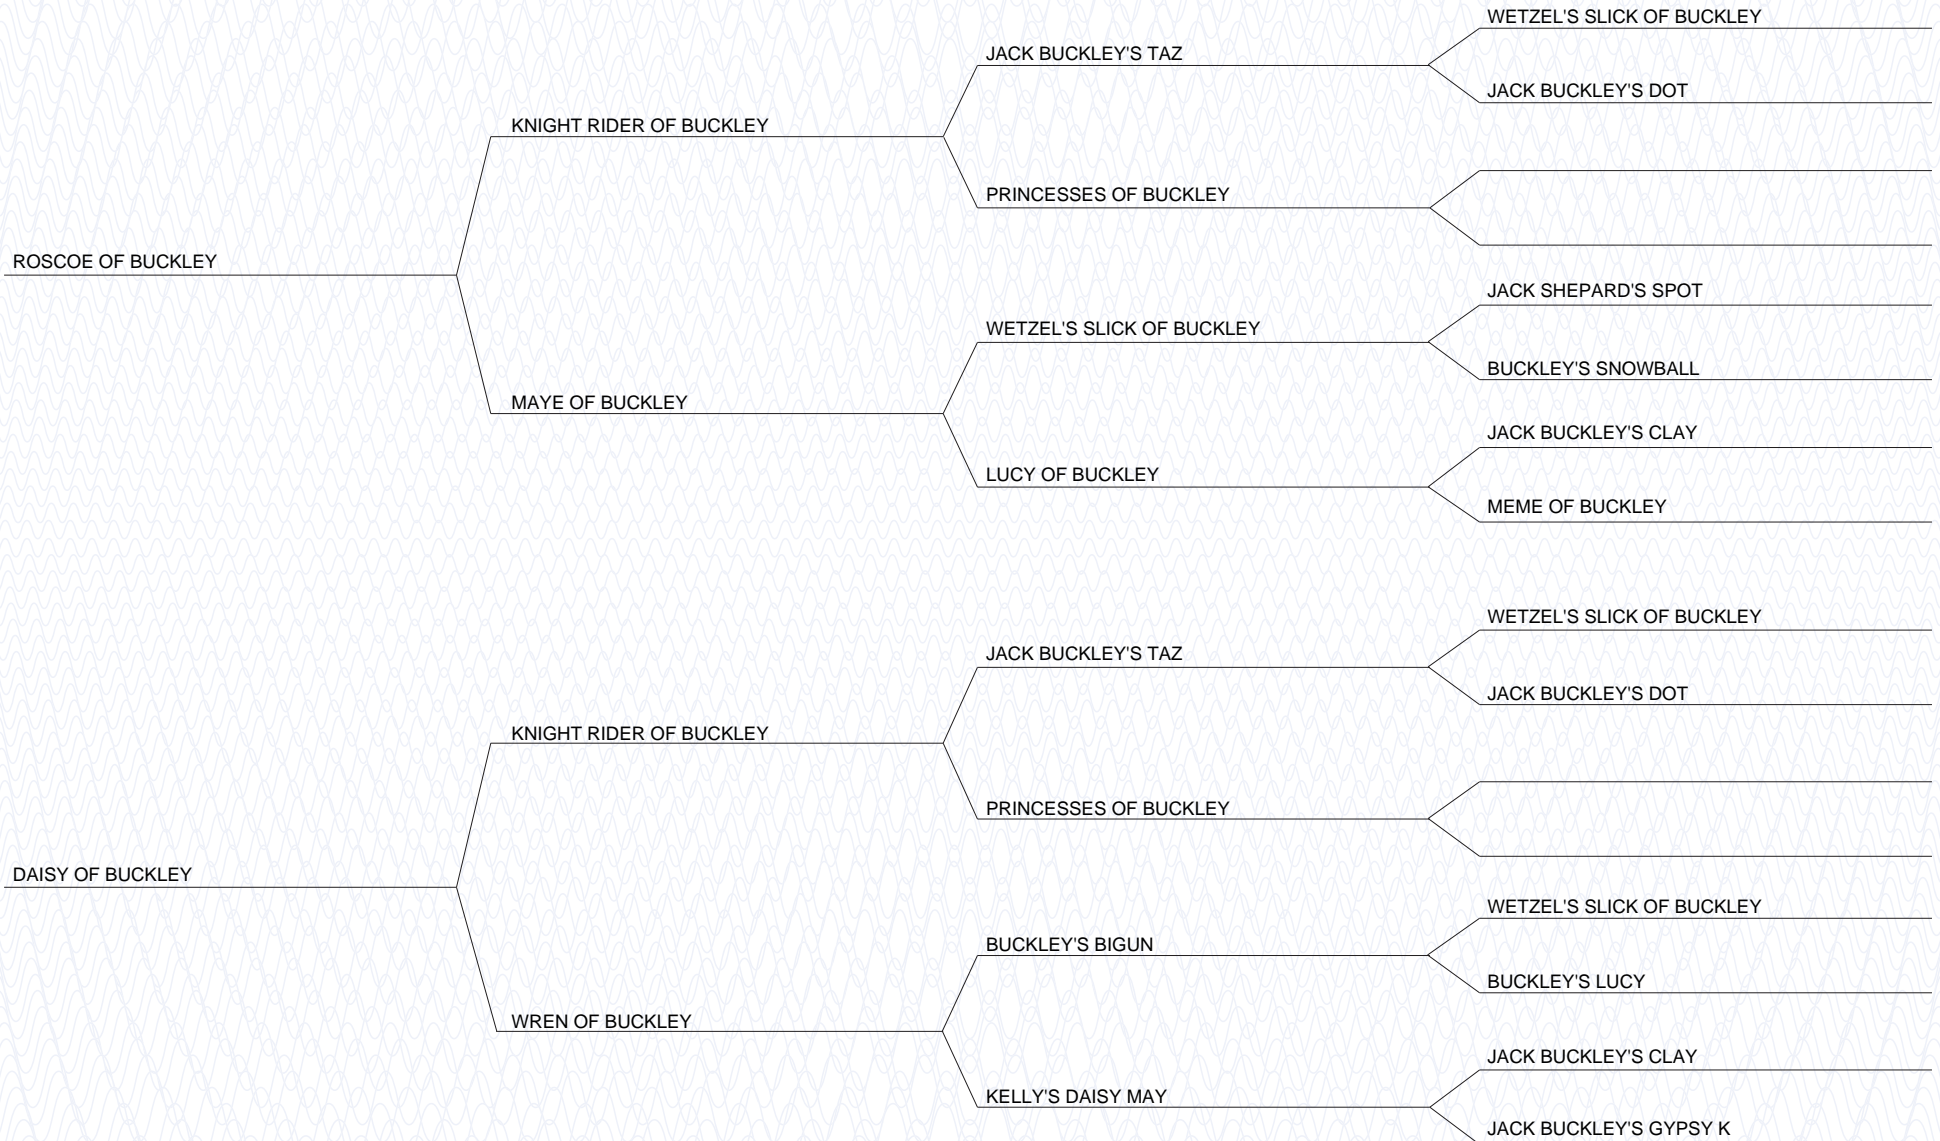 WETZEL'S SLICK OF BUCKLEY
JACK BUCKLEY'S TAZ
JACK BUCKLEY'S DOT
KNIGHT RIDER OF BUCKLEY
PRINCESSES OF BUCKLEY
ROSCOE OF BUCKLEY
JACK SHEPARD'S SPOT
WETZEL'S SLICK OF BUCKLEY
BUCKLEY'S SNOWBALL
MAYE OF BUCKLEY
JACK BUCKLEY'S CLAY
LUCY OF BUCKLEY
MEME OF BUCKLEY
WETZEL'S SLICK OF BUCKLEY
JACK BUCKLEY'S TAZ
JACK BUCKLEY'S DOT
KNIGHT RIDER OF BUCKLEY
PRINCESSES OF BUCKLEY
DAISY OF BUCKLEY
WETZEL'S SLICK OF BUCKLEY
BUCKLEY'S BIGUN
BUCKLEY'S LUCY
WREN OF BUCKLEY
JACK BUCKLEY'S CLAY
KELLY'S DAISY MAY
JACK BUCKLEY'S GYPSY K